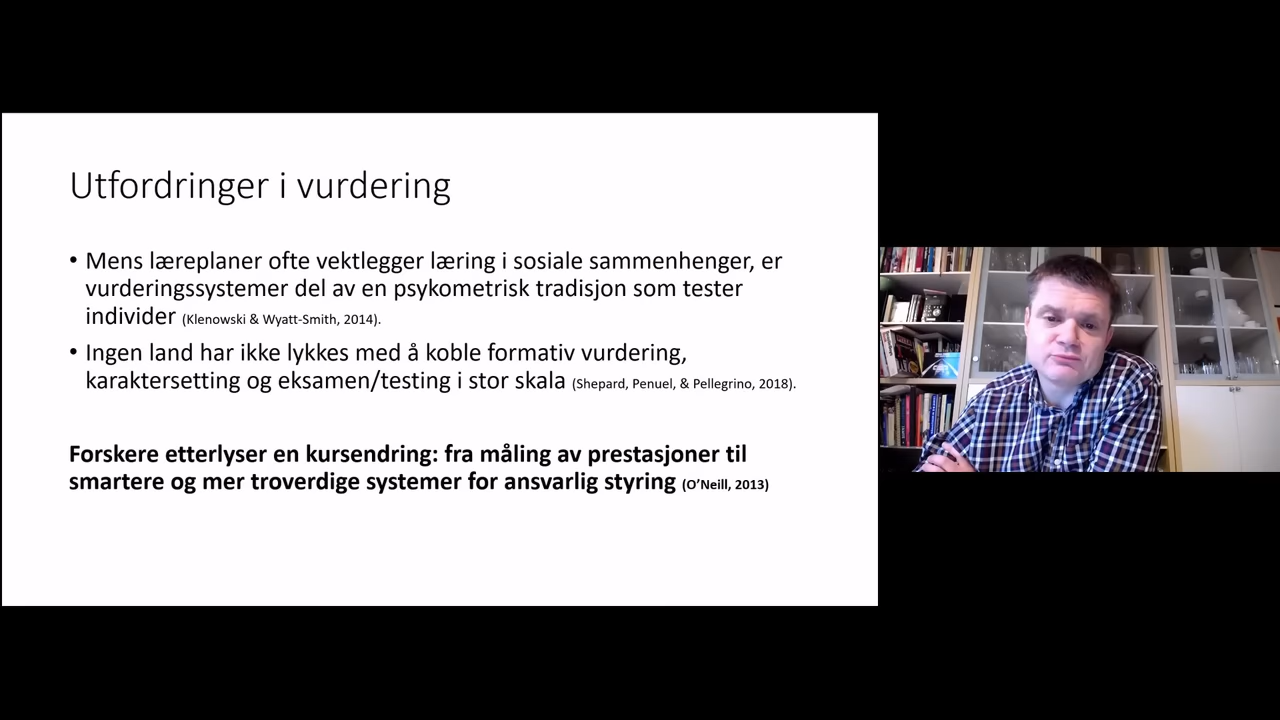 Utfordringer i vurdering
• Mens læreplaner ofte vektlegger læring i sosiale sammenhenger, er
vurderingssystemer del av en psykometrisk tradisjon som tester
individer (Klenowski & Wyatt-Smith, 2014).
• Ingen land har ikke lykkes med å koble formativ vurdering,
karaktersetting og eksamen/testing i stor skala (Shepard, Penuel, & Pellegrino, 2018).
Forskere etterlyser en kursendring: fra måling av prestasjoner til
smartere og mer troverdige systemer for ansvarlig styring (O’Neill, 2013)